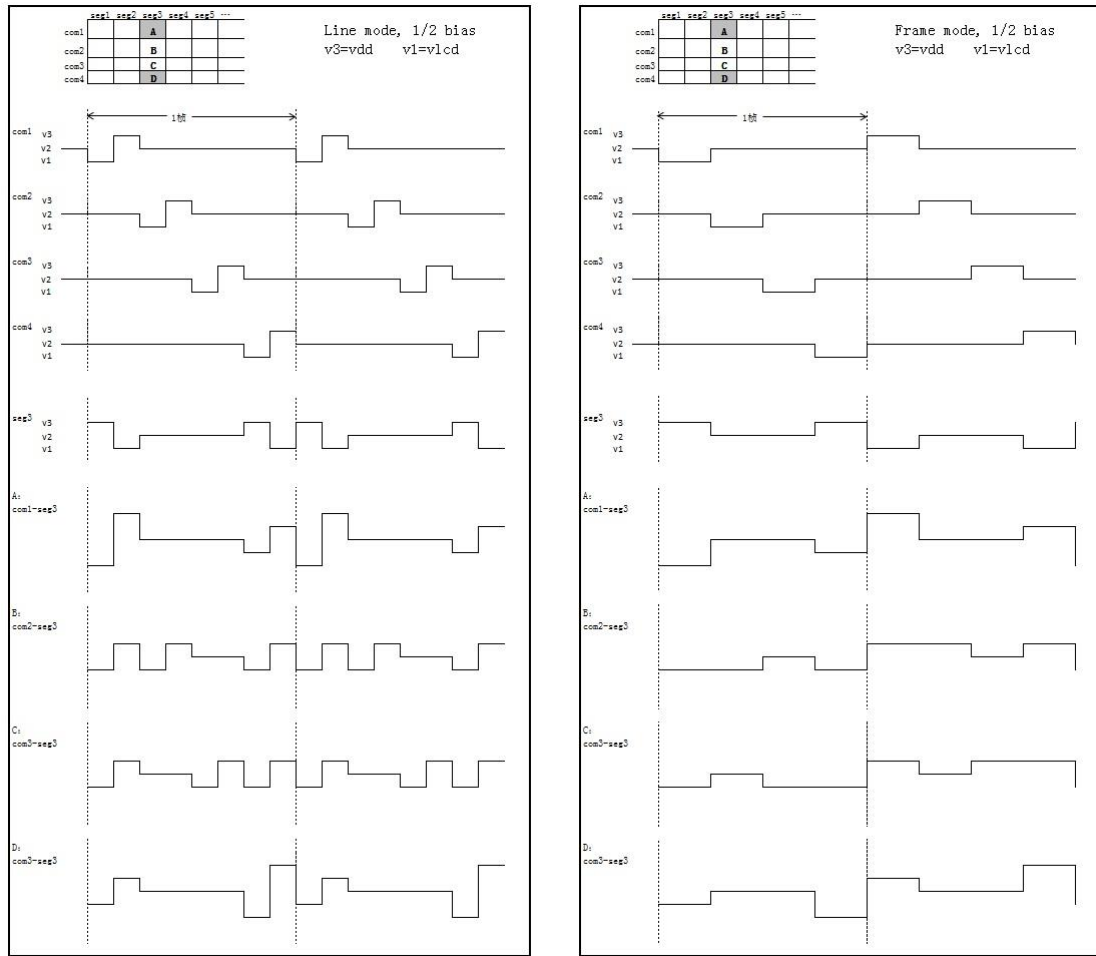 seg1 seg2 seg3 seg4 seg5 ...
com1 A
com2 B
com3 C
com4 D
Line mode, 1/2 bias
v3=vdd v1=vlcd
1帧
com1 v3
v2
v1
com2 v3
v2
v1
com3 v3
v2
v1
com4 v3
v2
v1
seg3 v3
v2
v1
A:
com1-seg3
B:
com2-seg3
C:
com3-seg3
D:
com3-seg3
seg1 seg2 seg3 seg4 seg5 ...
com1 A
com2 B
com3 C
com4 D
Frame mode, 1/2 bias
v3=vdd v1=vlcd
1帧
com1 v3
v2
v1
com2 v3
v2
v1
com3 v3
v2
v1
com4 v3
v2
v1
seg3 v3
v2
v1
A:
com1-seg3
B:
com2-seg3
C:
com3-seg3
D:
com3-seg3